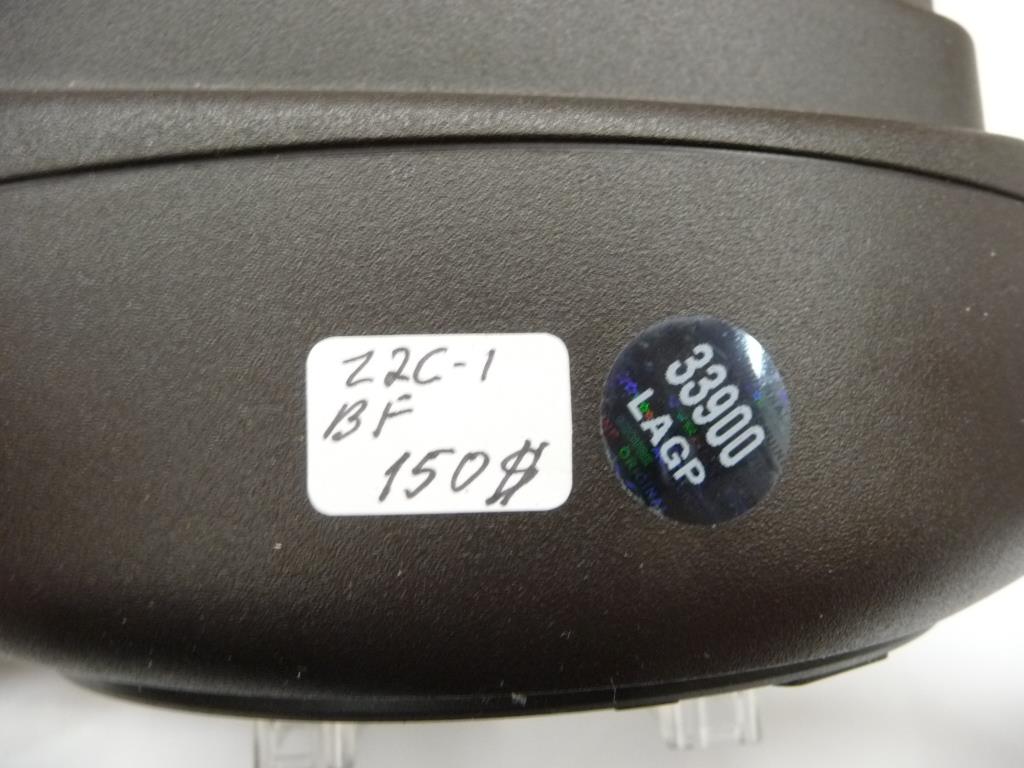 Z2C-1
BF
150$
33900
LAGP